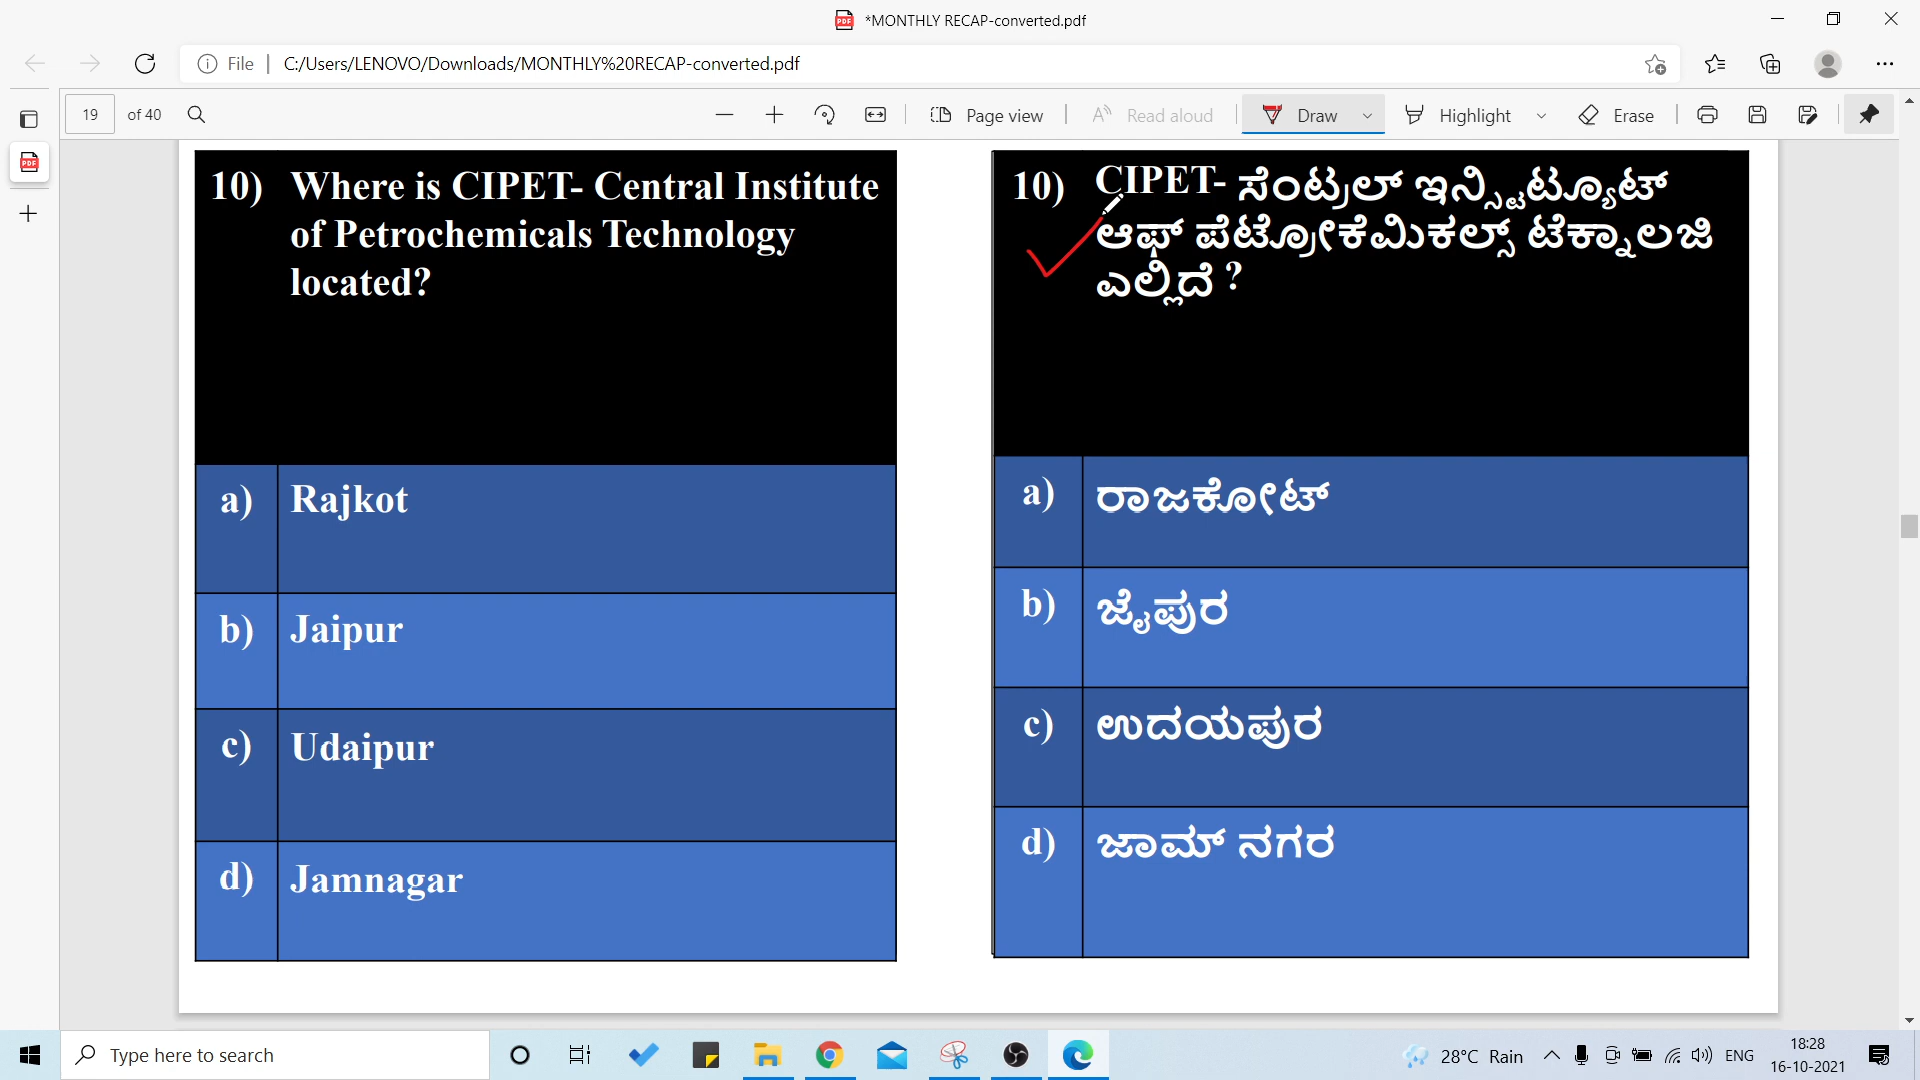 *MONTHLY RECAP-converted.pdf
File C:/Users/LENOVO/Downloads/MONTHLY%20RECAP-converted.pdf
19 of 40 Page view Read aloud Draw Highlight Erase
10) Where is CIPET- Central Institute
of Petrochemicals Technology
located?
a) Rajkot
b) Jaipur
c) Udaipur
d) Jamnagar
10) CIPET- ಸೆಂಟ್ರಲ್ ಇನ್ಸ್ಟಿಟ್ಯೂಟ್
ಆಫ್ ಪೆಟ್ರೋಕೆಮಿಕಲ್ಸ್ ಟೆಕ್ನಾಲಜಿ
ಎಲ್ಲಿದೆ ?
a) ರಾಜಕೋಟ್
b) ಜೈಪುರ
c) ಉದಯಪುರ
d) ಜಾಮ್ ನಗರ
Type here to search
28°C Rain ENG 18:28
16-10-2021